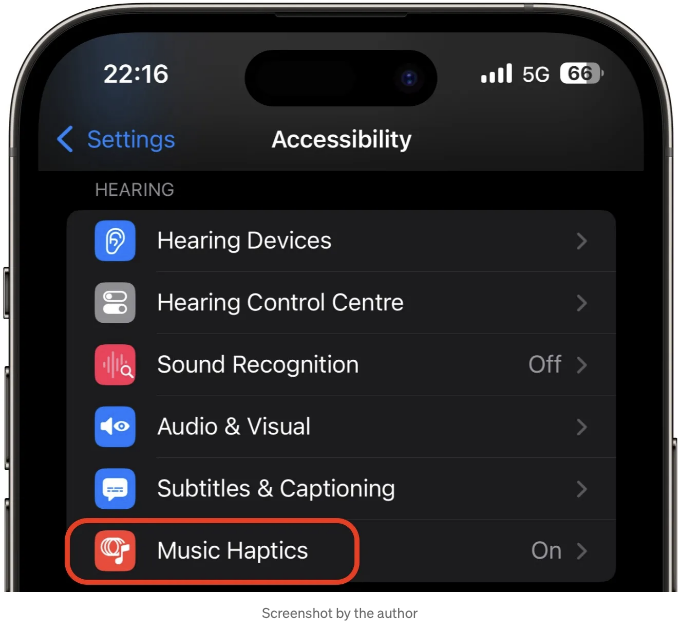 22:16 5G 66
Settings Accessibility
HEARING
Hearing Devices
Hearing Control Centre
Sound Recognition Off
Audio & Visual
Subtitles & Captioning
Music Haptics On
Screenshot by the author